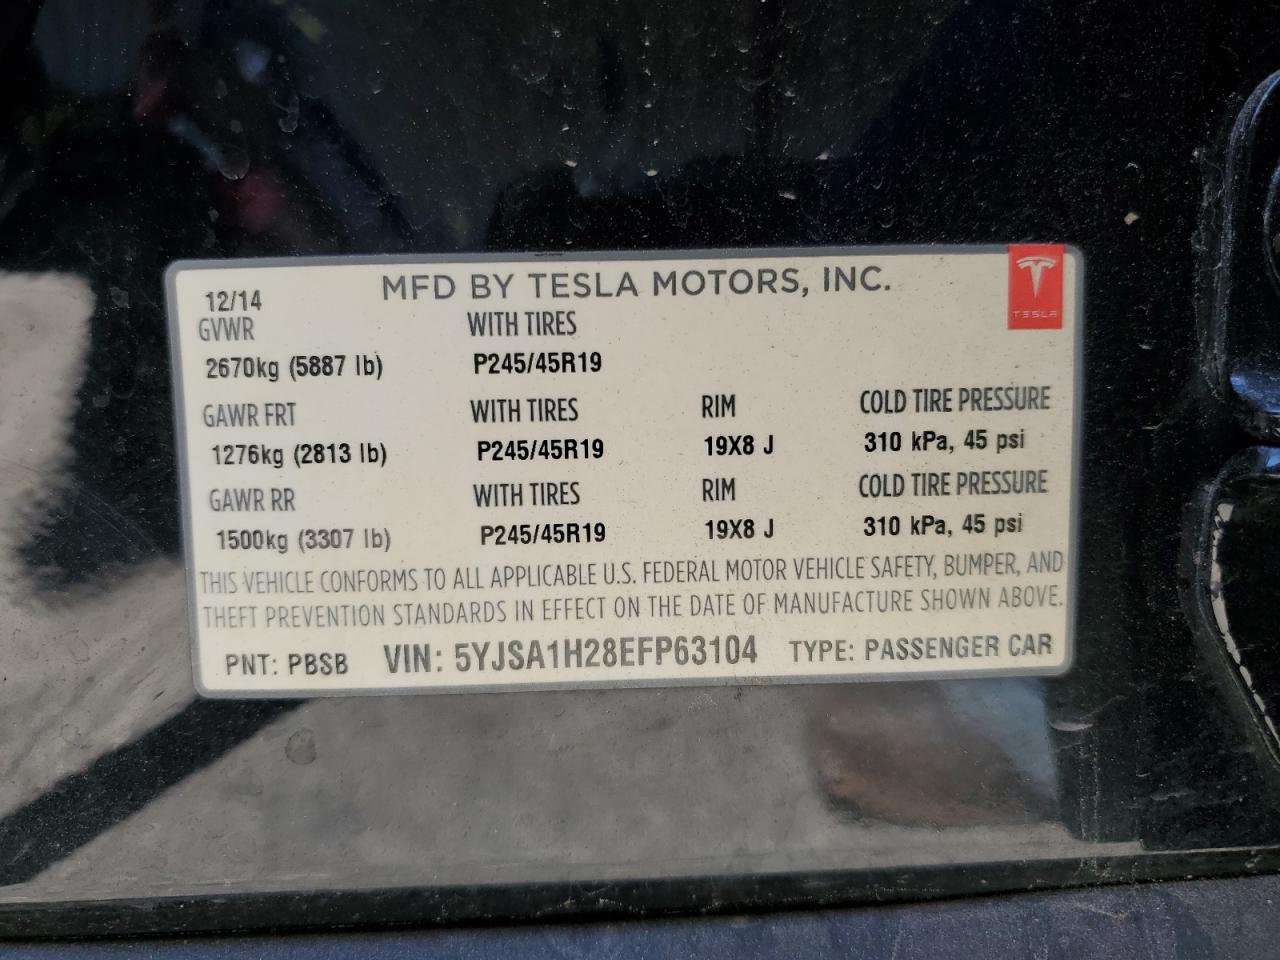 MFD BY TESLA MOTORS, INC.
TESLA
12/14
GVWR WITH TIRES
2670kg (5887 lb) P245/45R19
GAWR FRT WITH TIRES RIM COLD TIRE PRESSURE
1276kg (2813 lb) P245/45R19 19X8 J 310 kPa, 45 psi
GAWR RR WITH TIRES RIM COLD TIRE PRESSURE
1500kg (3307 lb) P245/45R19 19X8 J 310 kPa, 45 psi
THIS VEHICLE CONFORMS TO ALL APPLICABLE U.S. FEDERAL MOTOR VEHICLE SAFETY, BUMPER, AND
THEFT PREVENTION STANDARDS IN EFFECT ON THE DATE OF MANUFACTURE SHOWN ABOVE.
PNT: PBSB VIN: 5YJSA1H28EFP63104 TYPE: PASSENGER CAR